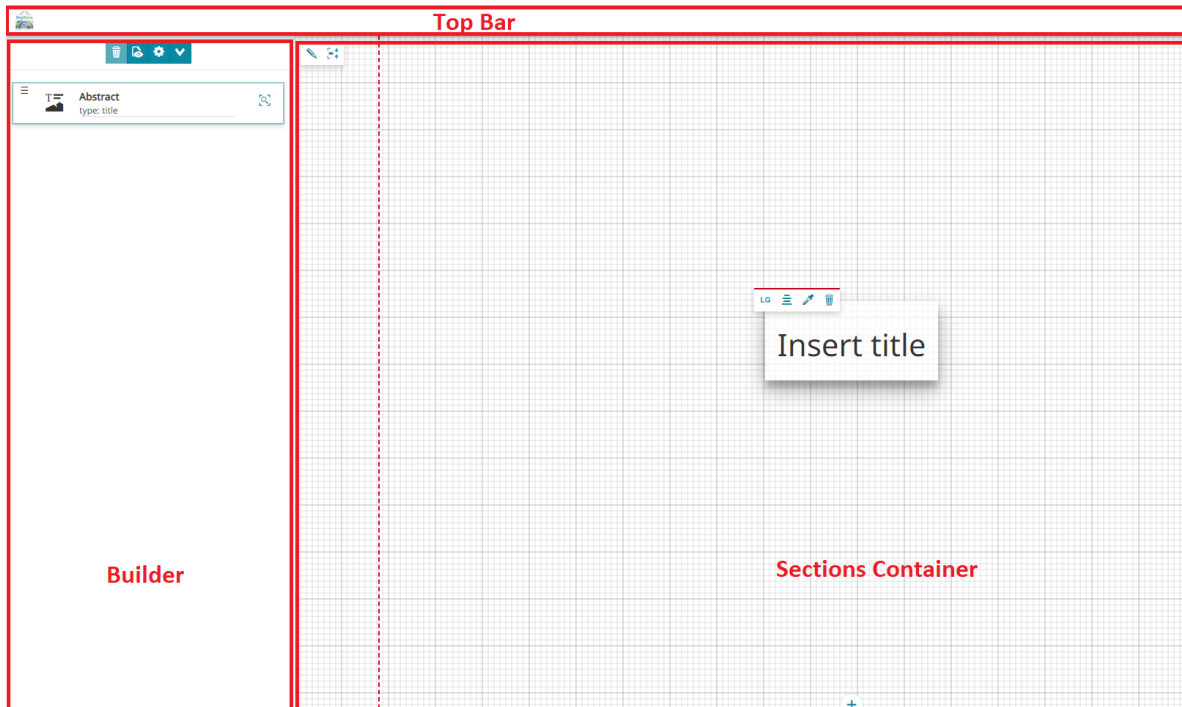 Top Bar
Abstract
type: title
LG
Insert title
Builder
Sections Container